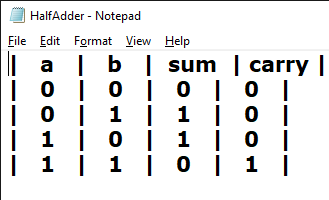 HalfAdder - Notepad
File Edit Format View Help
| a | b | sum | carry |
| 0 | 0 | 0 | 0 |
| 0 | 1 | 1 | 0 |
| 1 | 0 | 1 | 0 |
| 1 | 1 | 0 | 1 |